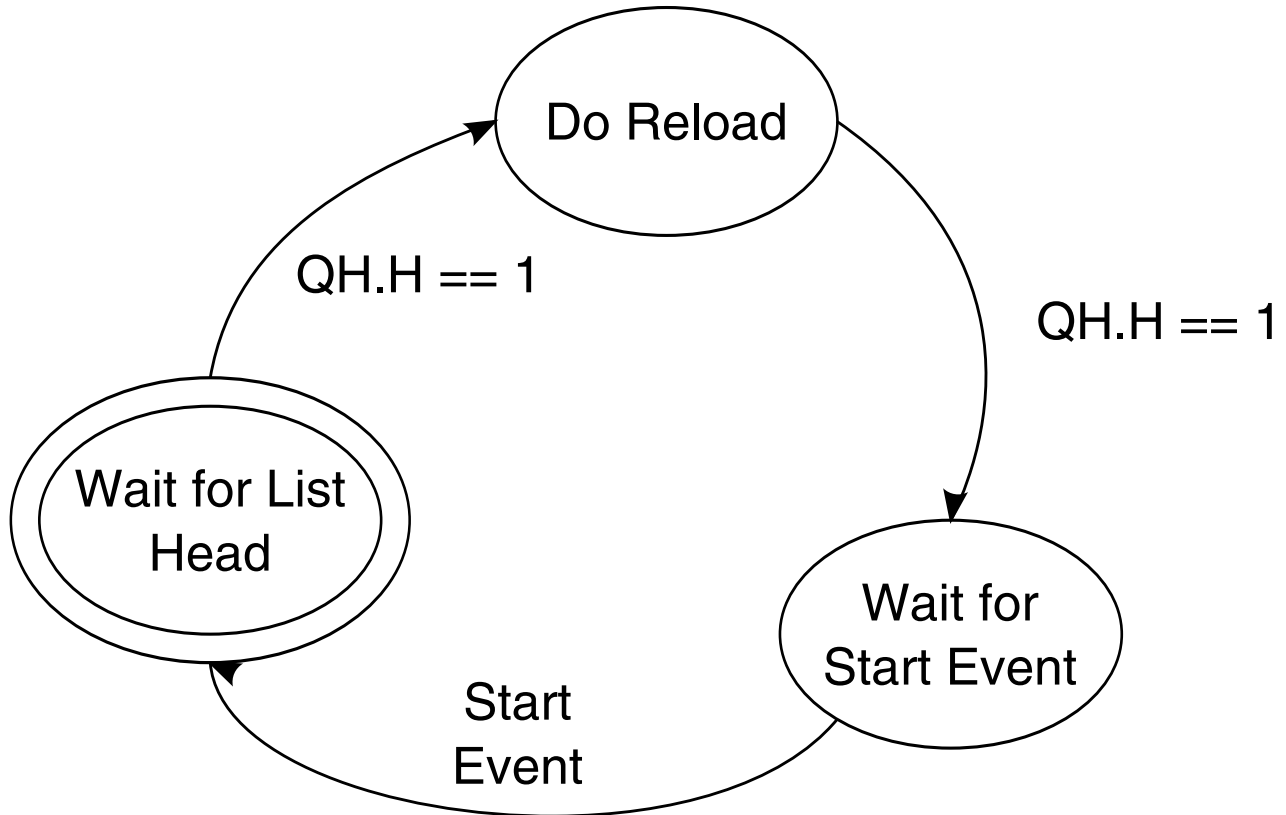 Do Reload
QH.H == 1
QH.H == 1
Wait for List
Head
Wait for
Start Event
Start
Event